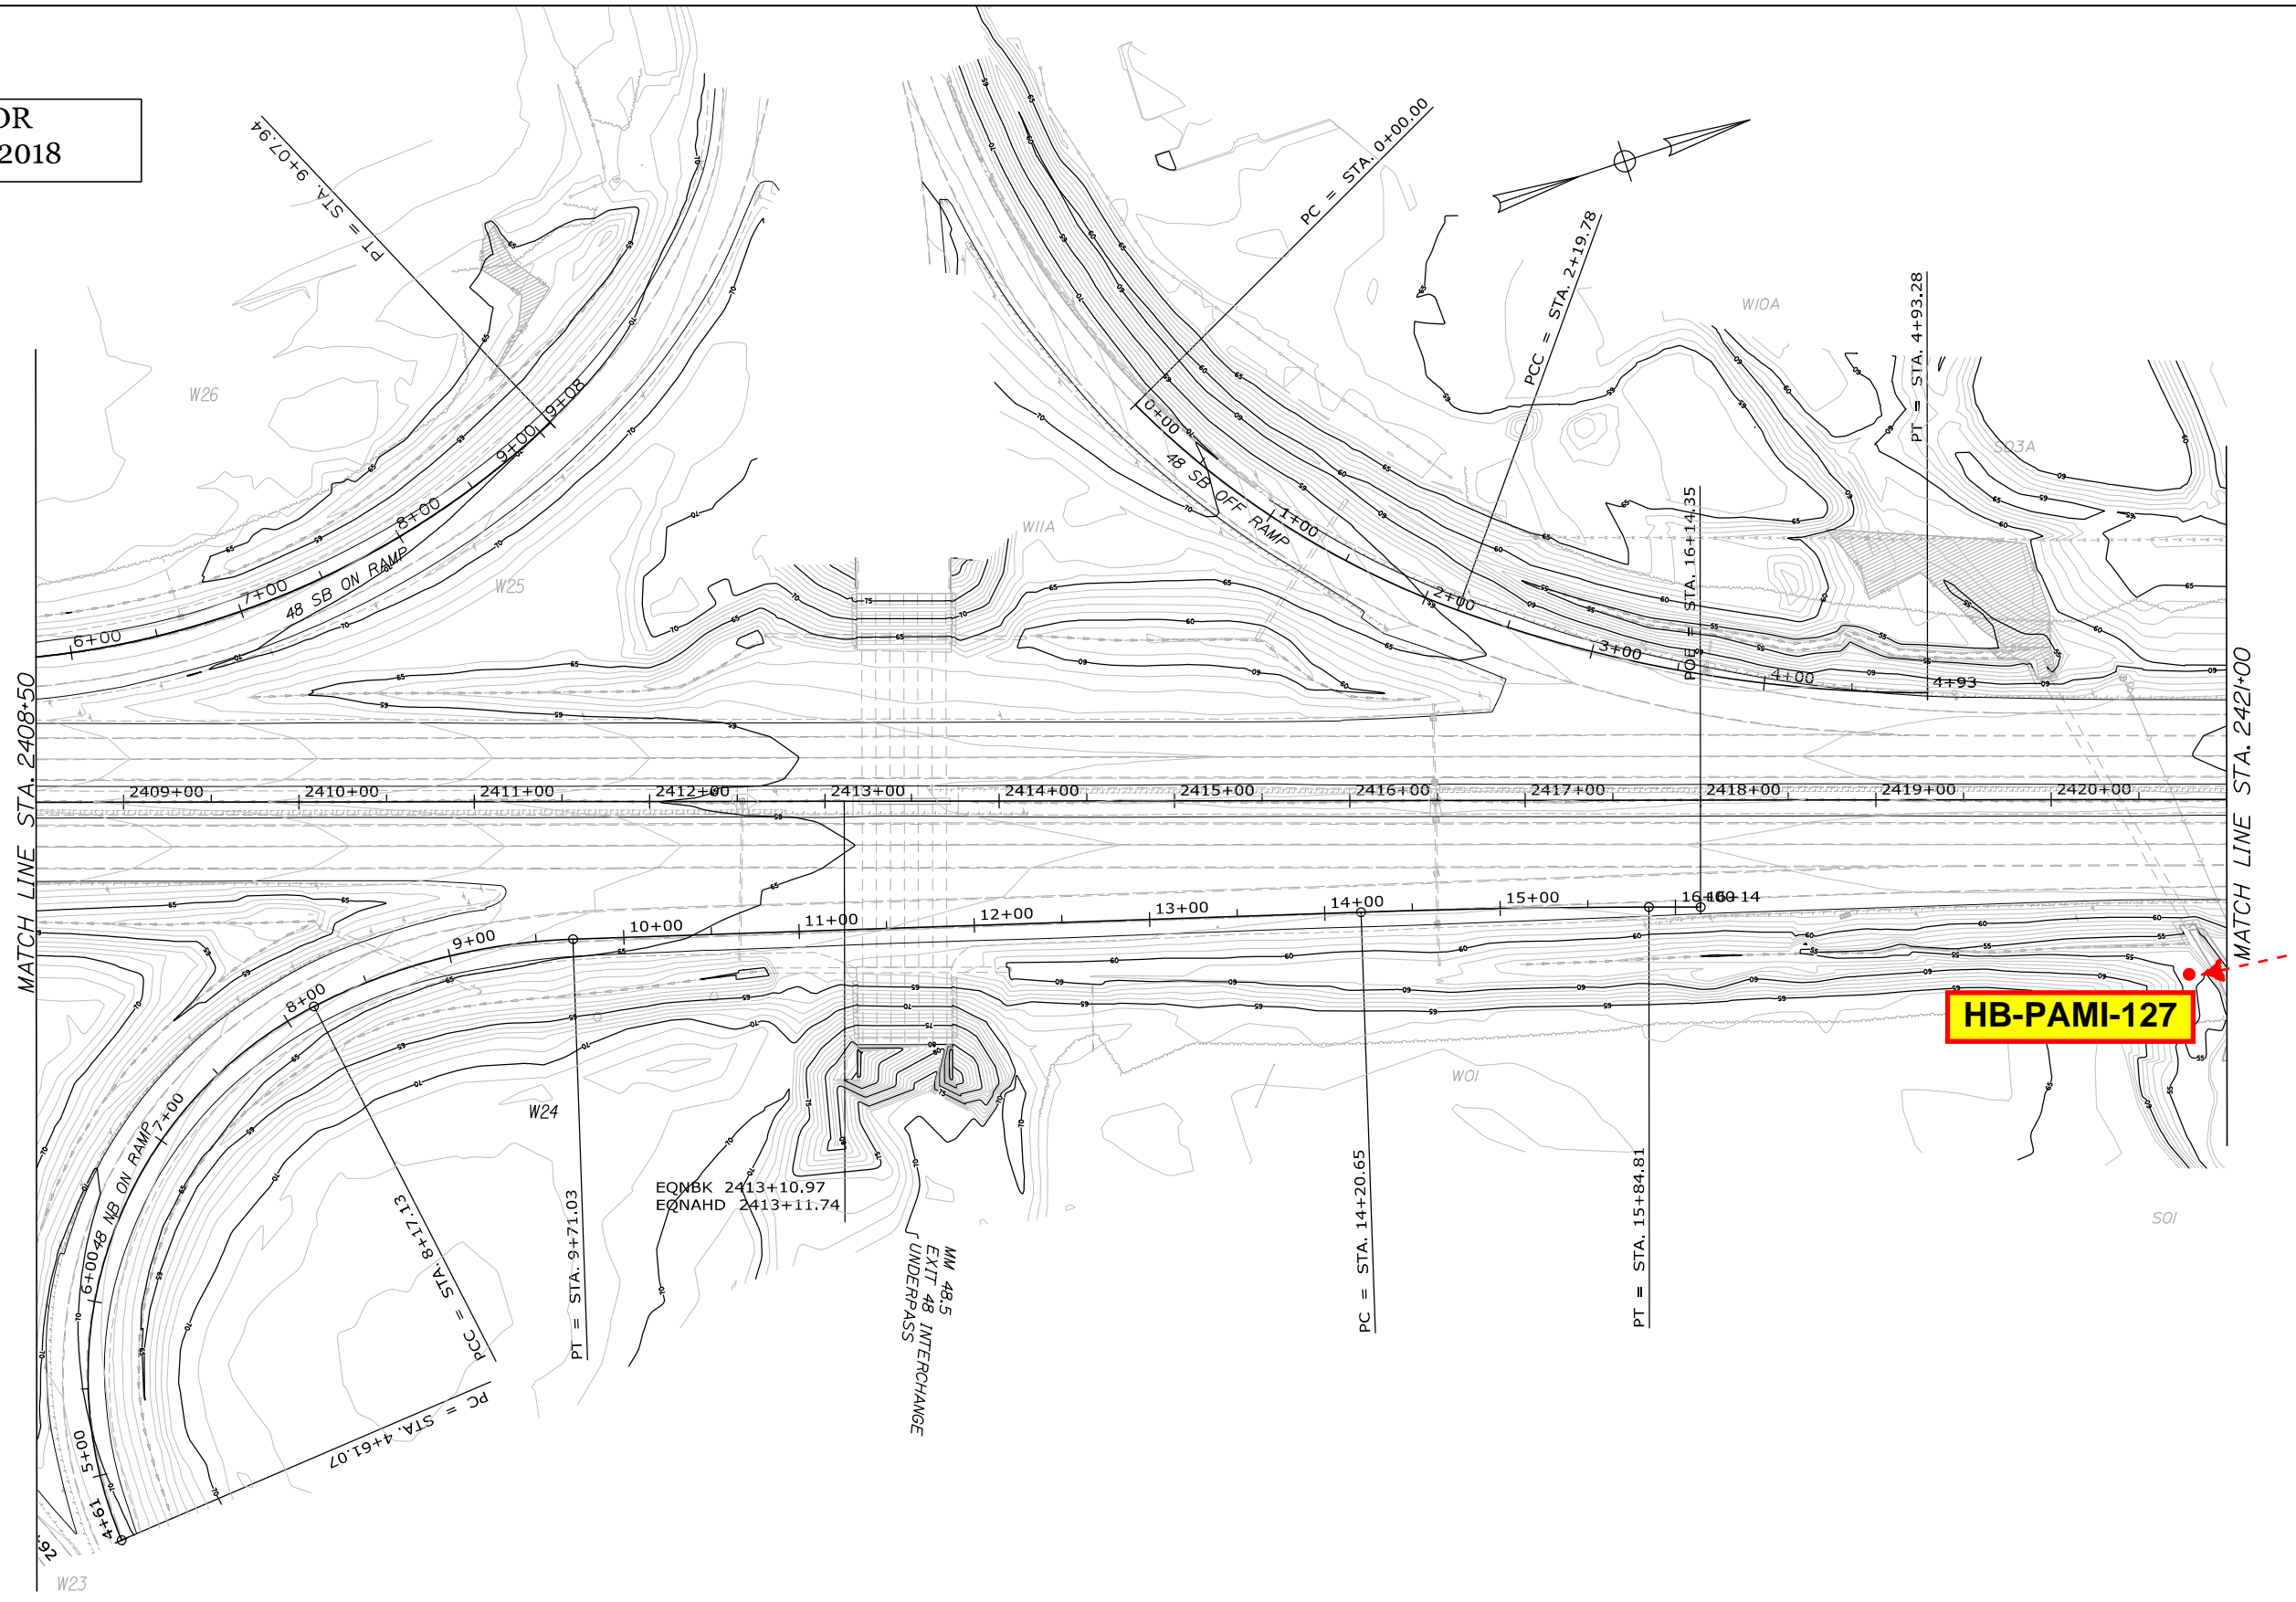 OR
2018
PT = STA. 9+07.94
PC = STA. 0+00.00
PCC = STA. 2+19.78
PT = STA. 4+93.28
POE = STA. 16+14.35
W10A
W26
S03A
W11A
W25
9+08
9+00
8+00
7+00
6+00
48 SB ON RAMP
0+00
48 SB OFF RAMP
1+00
2+00
3+00
4+00
4+93
MATCH LINE STA. 2408+50
MATCH LINE STA. 2421+00
2409+00
2410+00
2411+00
2412+00
2413+00
2414+00
2415+00
2416+00
2417+00
2418+00
2419+00
2420+00
8+00
9+00
10+00
11+00
12+00
13+00
14+00
15+00
16+00
16+14
HB-PAMI-127
W01
W24
S01
7+00
48 NB ON RAMP
6+00
5+00
4+61
PCC = STA. 8+17.13
PT = STA. 9+71.03
EQNBK 2413+10.97
EQNAHD 2413+11.74
MM 48.5
EXIT 48 INTERCHANGE
UNDERPASS
PC = STA. 14+20.65
PT = STA. 15+84.81
PC = STA. 4+61.07
.92
W23